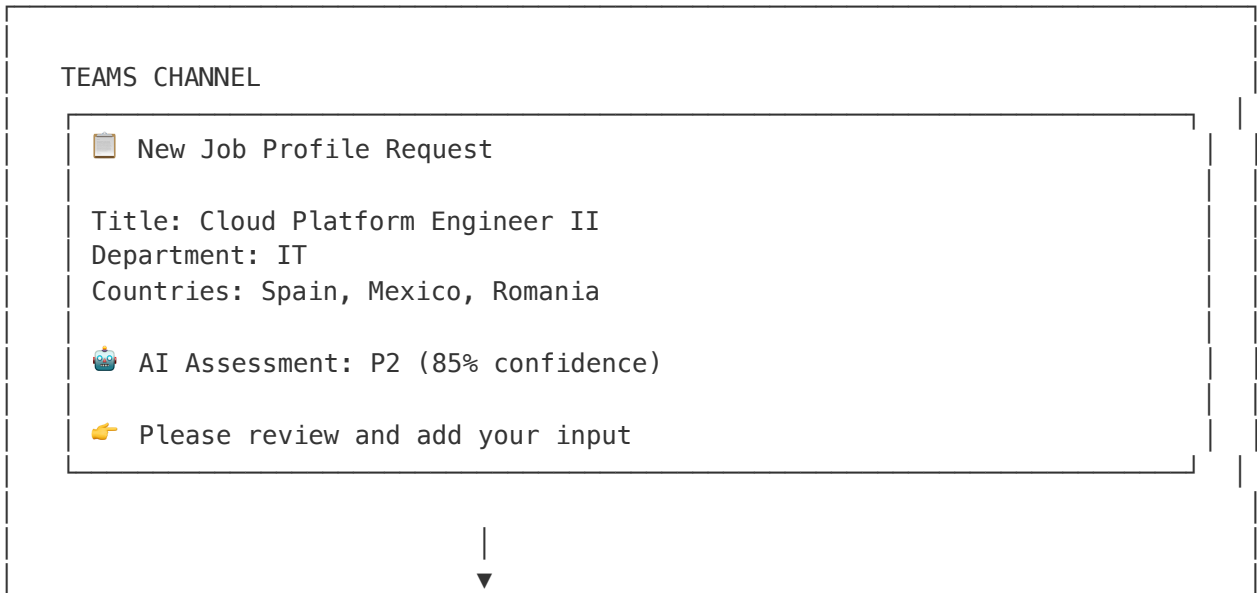 TEAMS CHANNEL
📋 New Job Profile Request
Title: Cloud Platform Engineer II
Department: IT
Countries: Spain, Mexico, Romania
🤖 AI Assessment: P2 (85% confidence)
👉 Please review and add your input